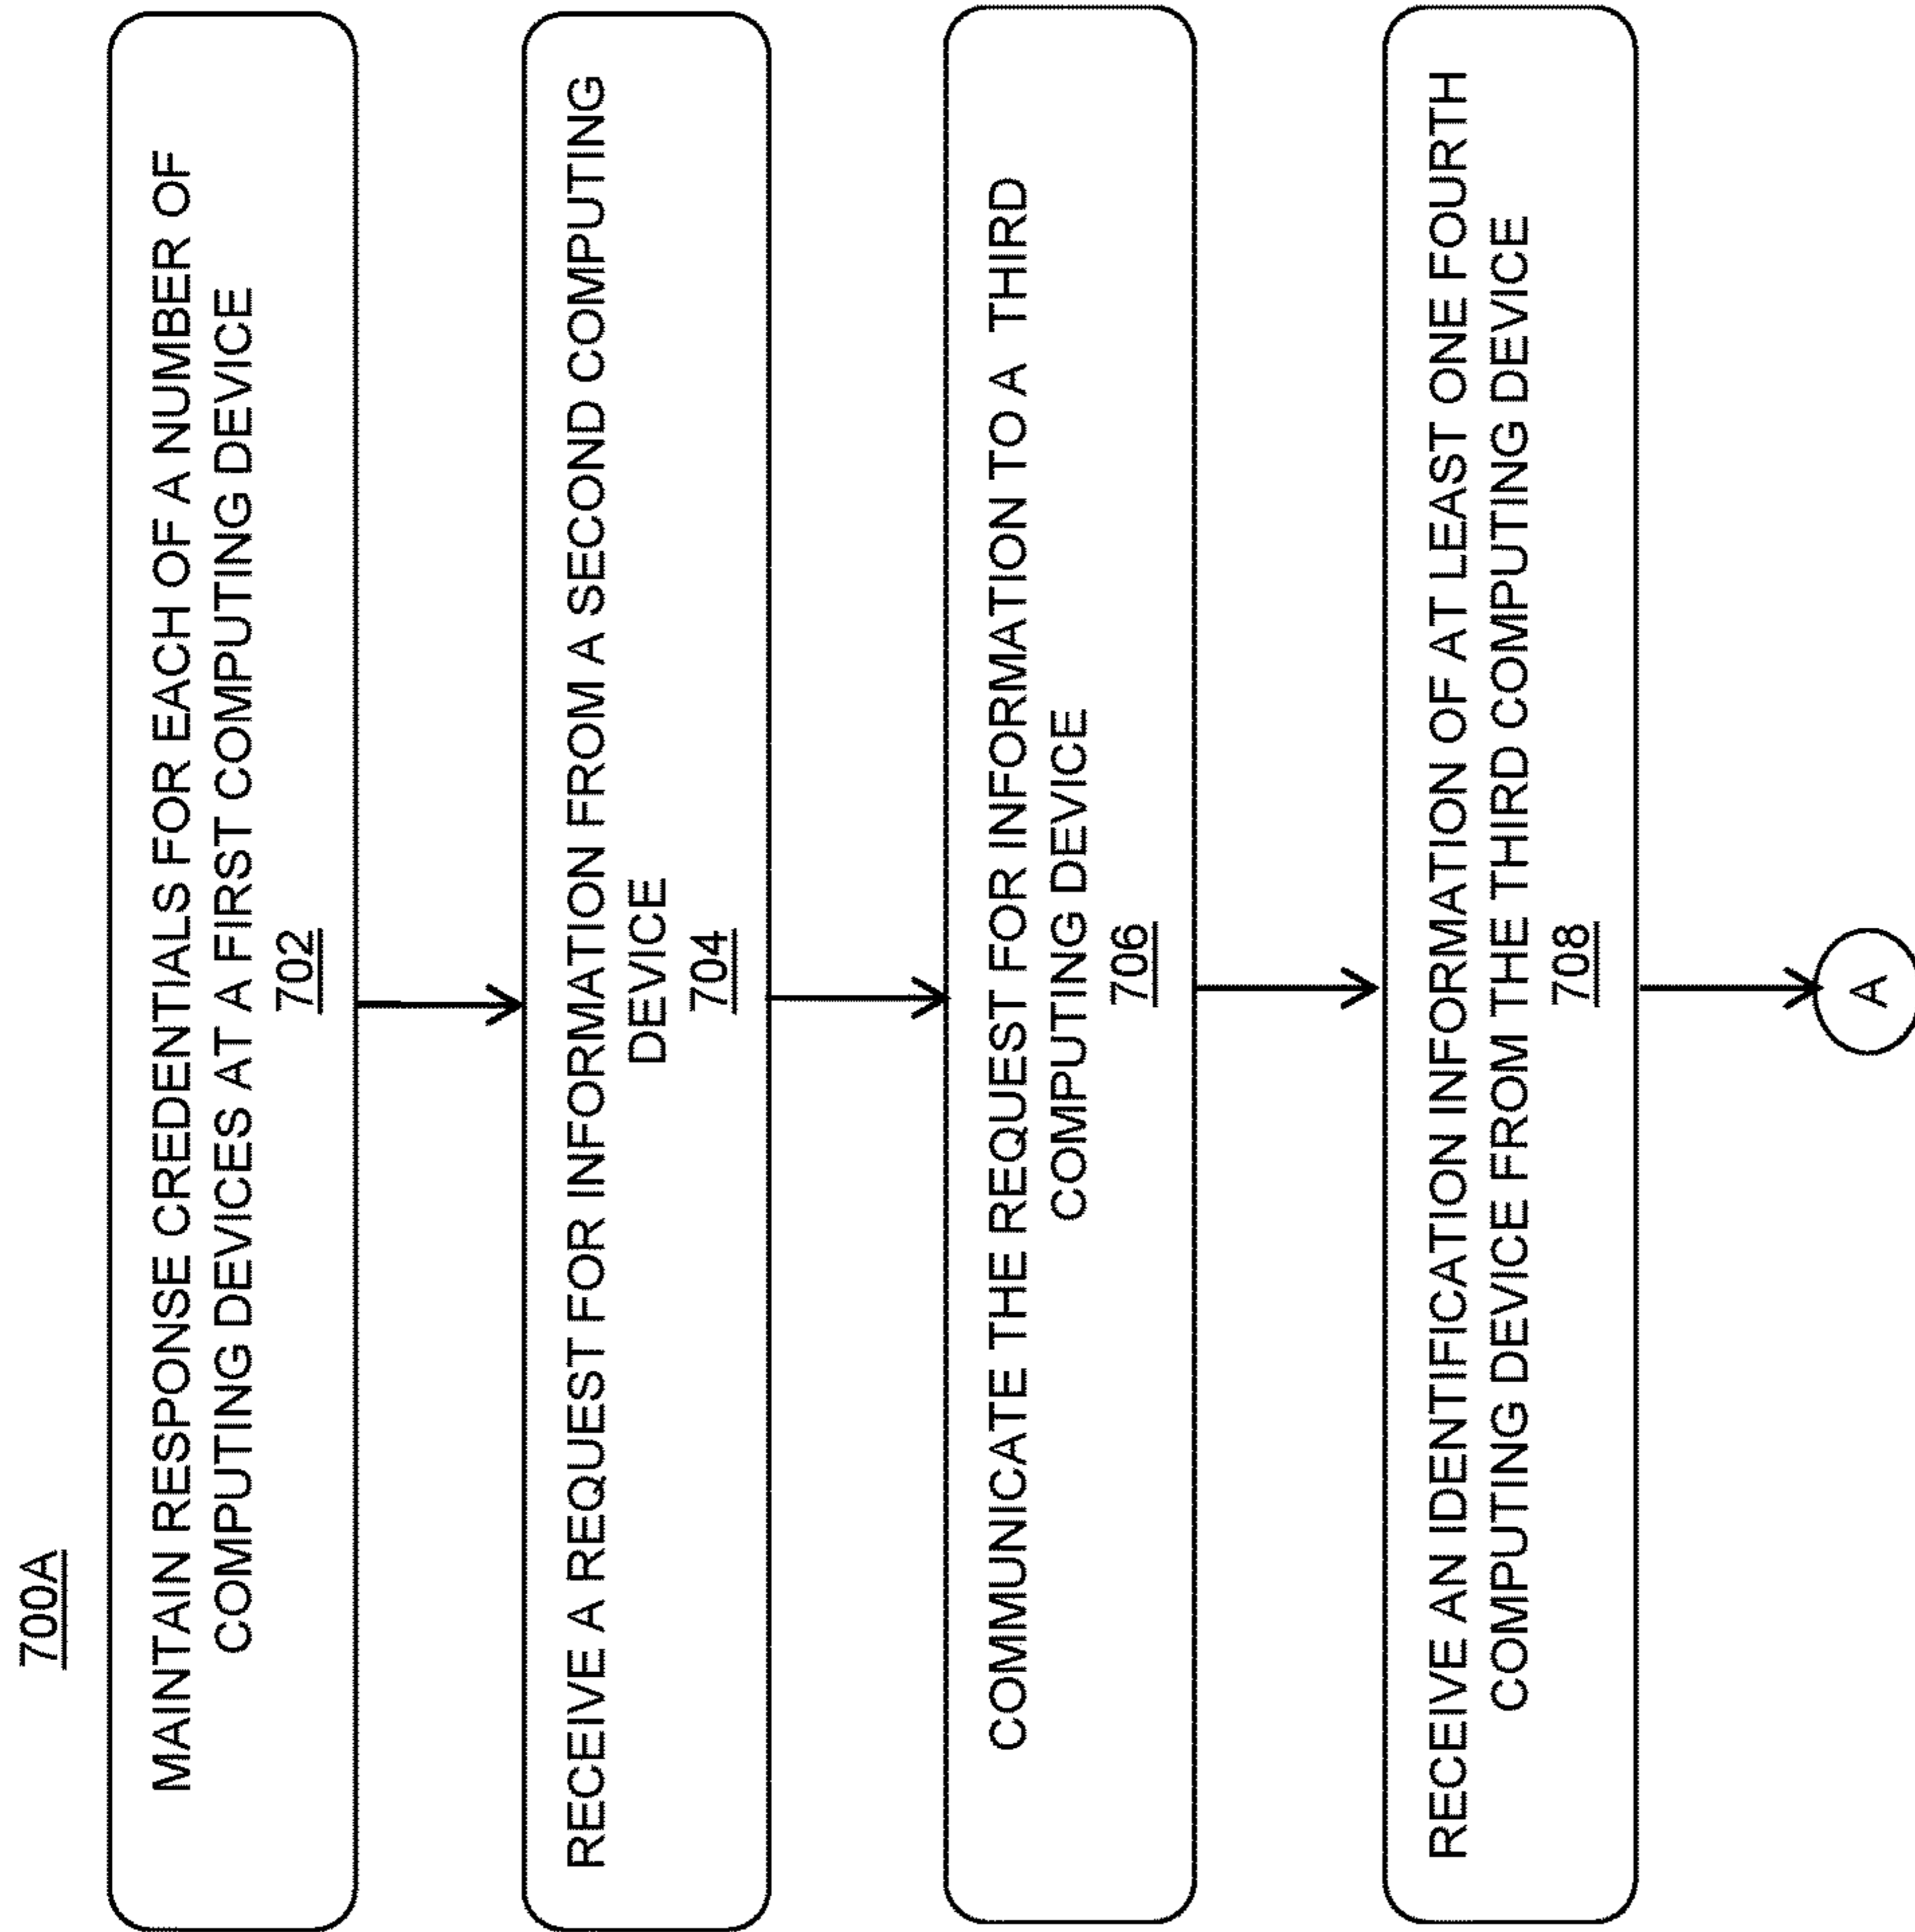 700A
MAINTAIN RESPONSE CREDENTIALS FOR EACH OF A NUMBER OF
COMPUTING DEVICES AT A FIRST COMPUTING DEVICE
702
RECEIVE A REQUEST FOR INFORMATION FROM A SECOND COMPUTING
DEVICE
704
COMMUNICATE THE REQUEST FOR INFORMATION TO A THIRD
COMPUTING DEVICE
706
RECEIVE AN IDENTIFICATION INFORMATION OF AT LEAST ONE FOURTH
COMPUTING DEVICE FROM THE THIRD COMPUTING DEVICE
708
A